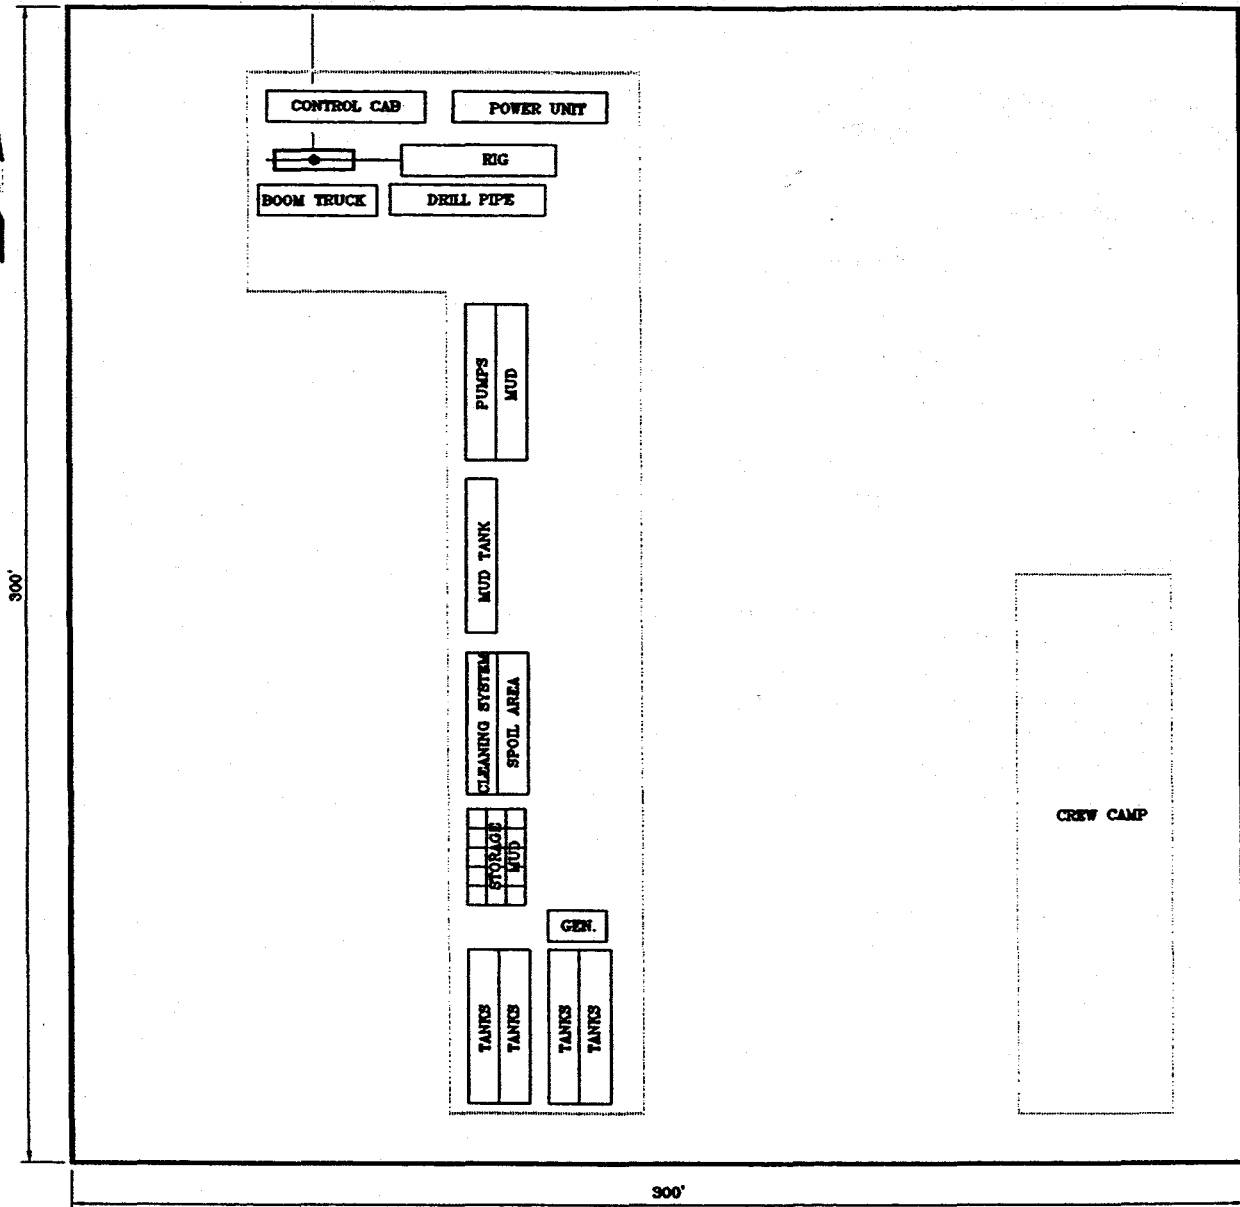 CONTROL CAB
POWER UNIT
RIG
BOOM TRUCK
DRILL PIPE
PUMPS
MUD
MUD TANK
CLEANING SYSTEM
SPOIL AREA
STORAGE
MUD
GEN.
TANKS
TANKS
TANKS
TANKS
CREW CAMP
300'
300'